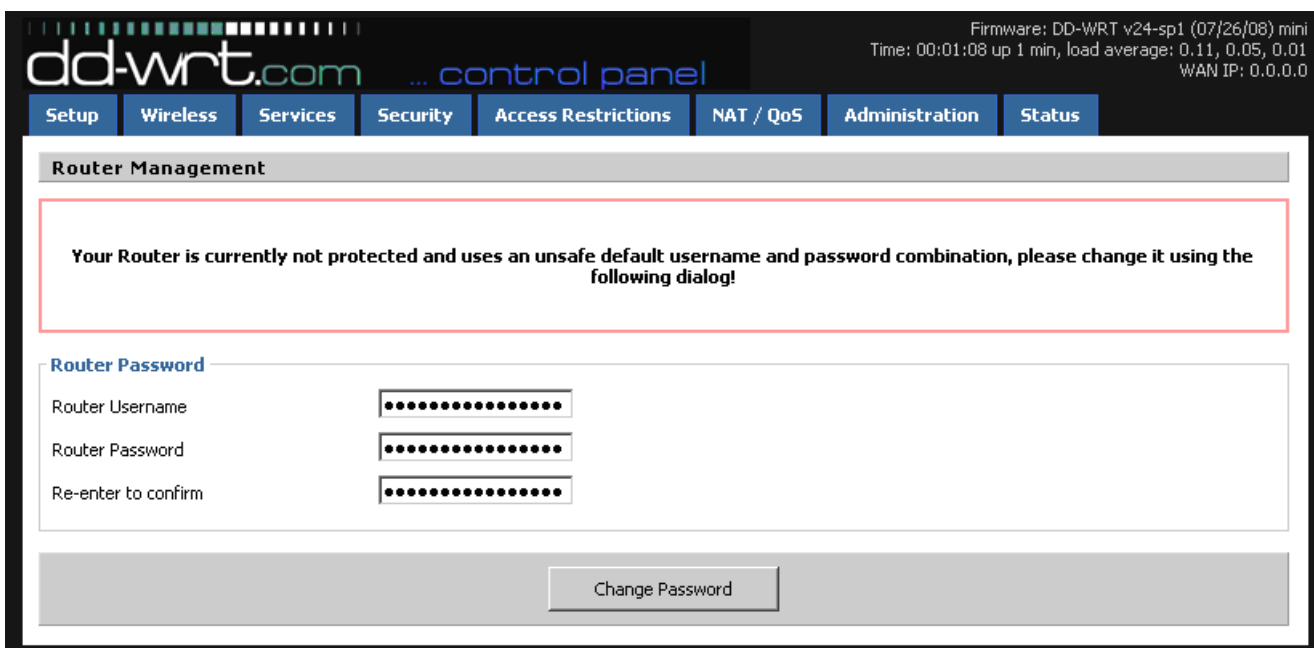 dd-wrt.com ... control panel
Firmware: DD-WRT v24-sp1 (07/26/08) mini
Time: 00:01:08 up 1 min, load average: 0.11, 0.05, 0.01
WAN IP: 0.0.0.0
Setup Wireless Services Security Access Restrictions NAT / QoS Administration Status
Router Management
Your Router is currently not protected and uses an unsafe default username and password combination, please change it using the
following dialog!
Router Password
Router Username ●●●●●●●●●●●●●●●●
Router Password ●●●●●●●●●●●●●●●●
Re-enter to confirm ●●●●●●●●●●●●●●●●
Change Password